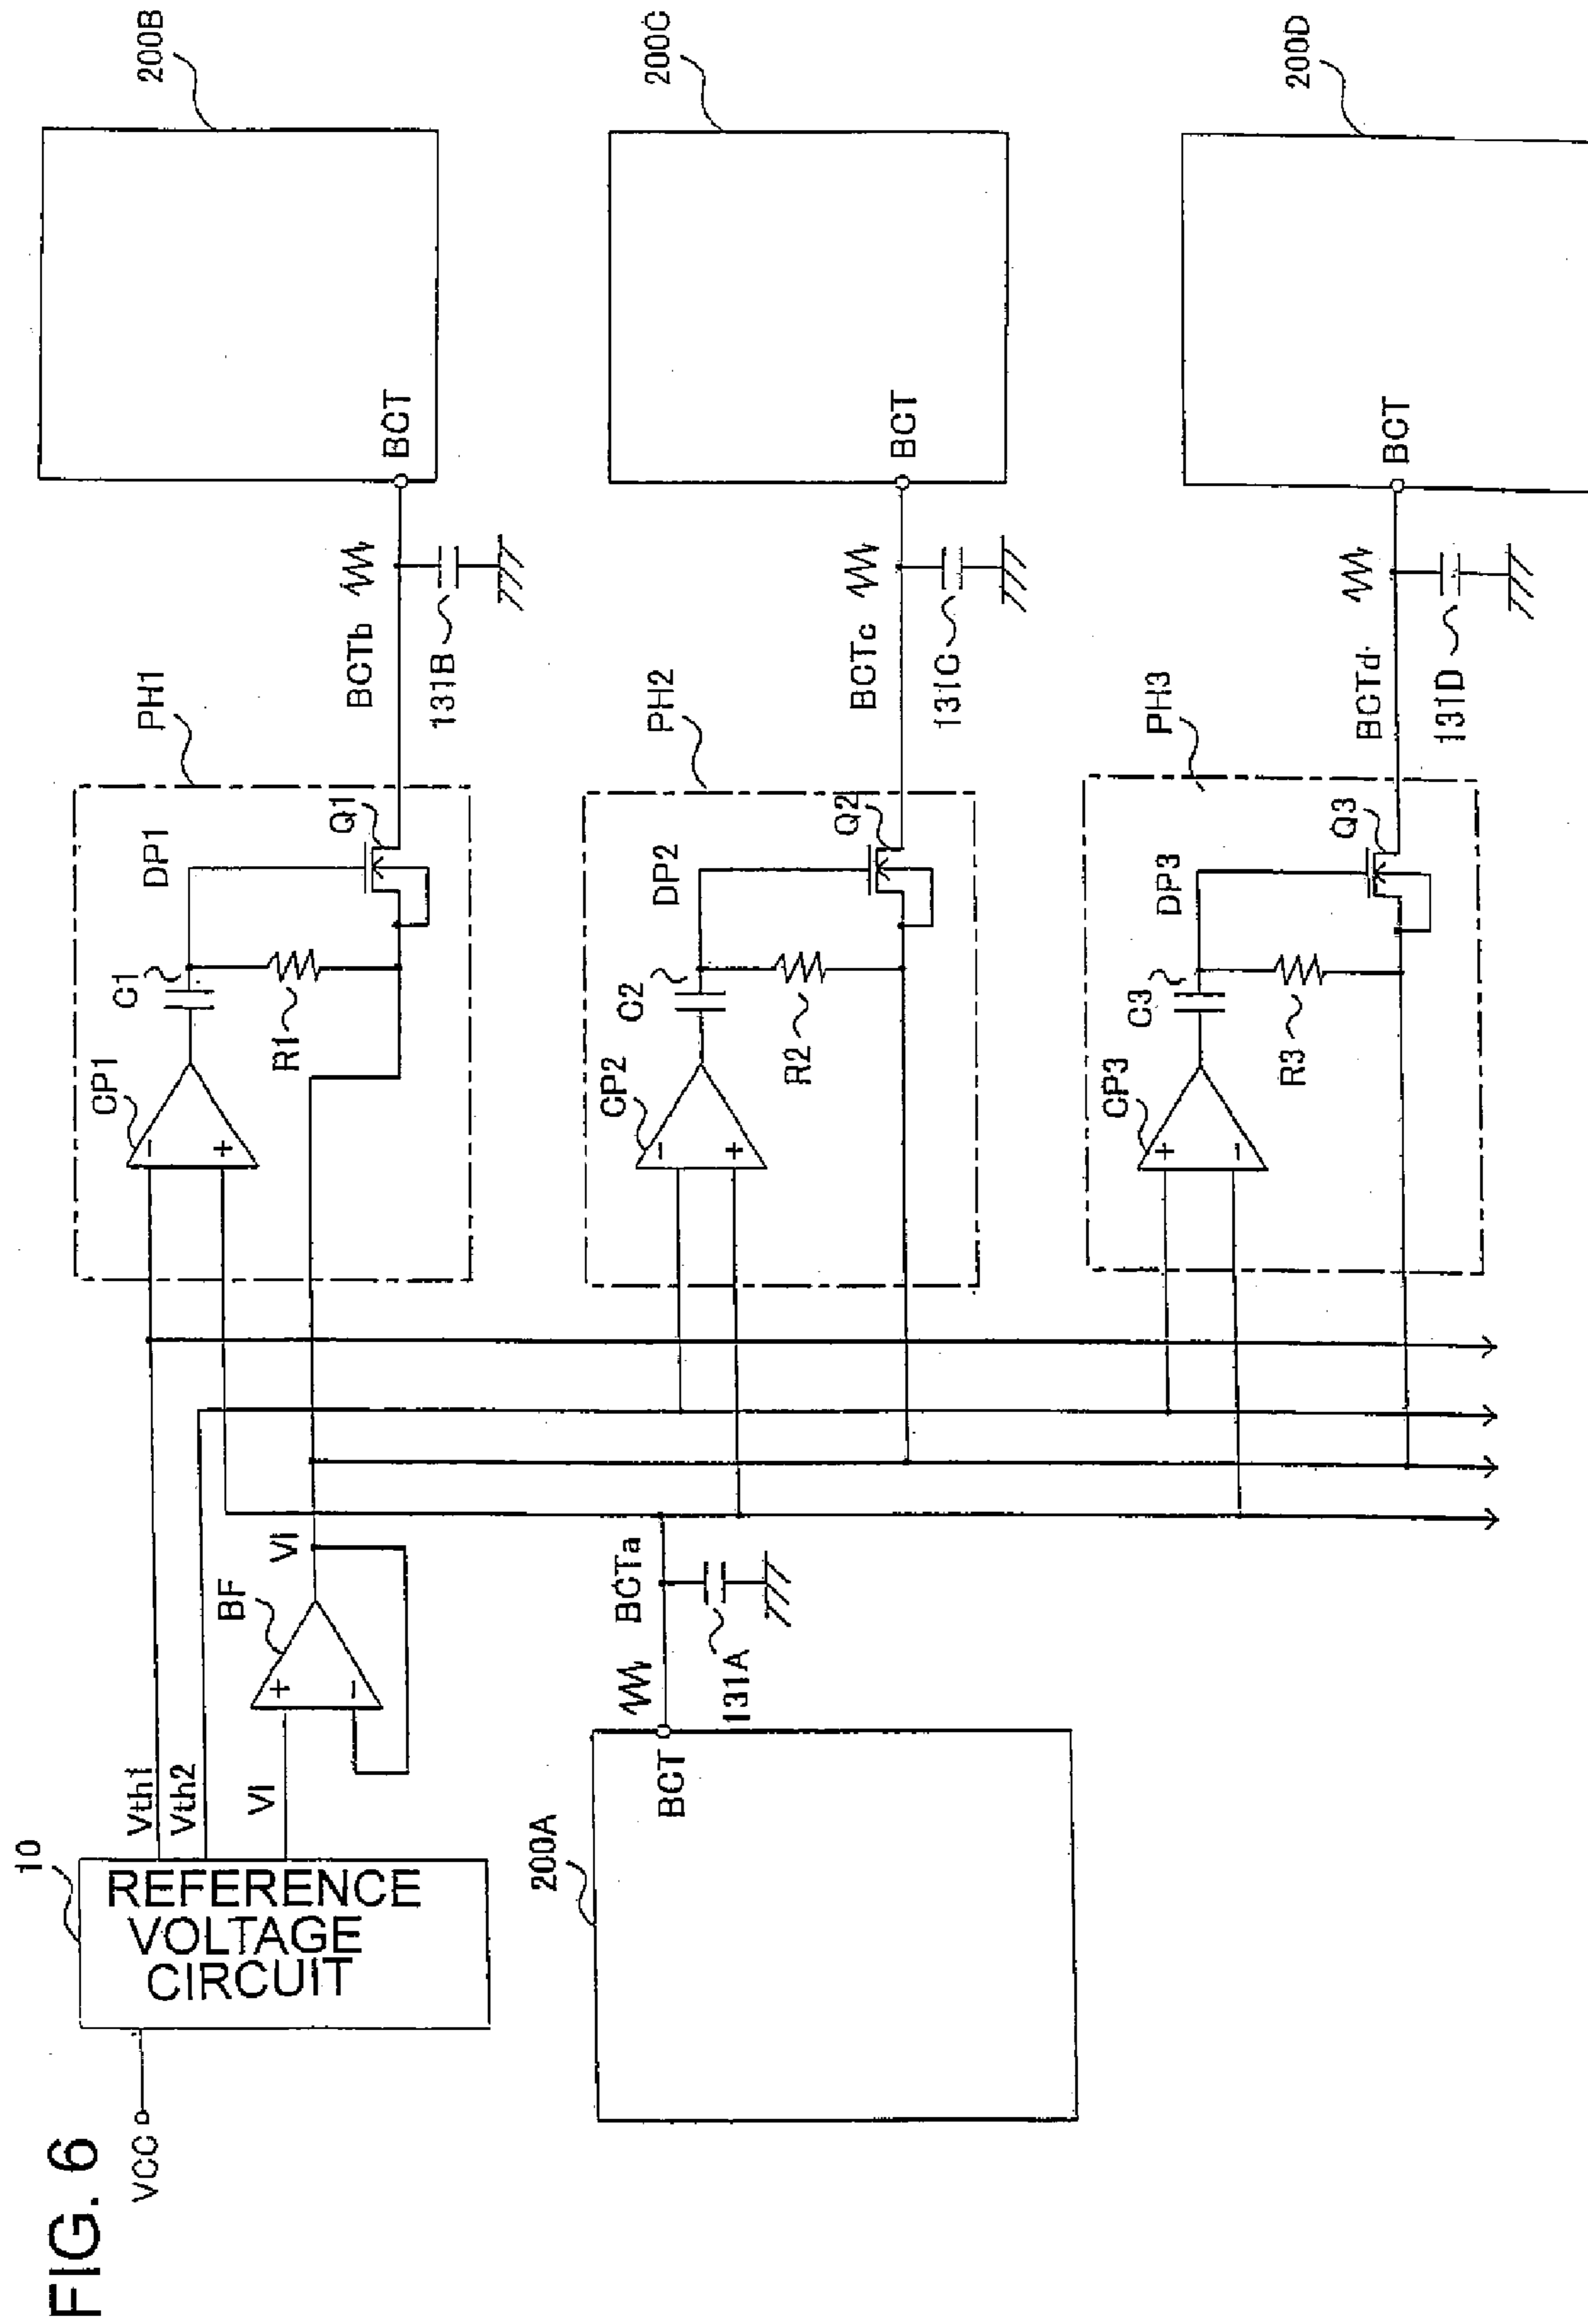 FIG. 6
VCC
10
REFERENCE
VOLTAGE
CIRCUIT
Vth1
Vth2
Vi
BF
Vi
200A
BCT
131A
BCTa
PH1
CP1
-
+
C1
R1
DP1
Q1
BCTb
131B
BCT
200B
PH2
CP2
-
+
C2
R2
DP2
Q2
BCTc
131C
BCT
200C
PH3
CP3
+
-
C3
R3
DP3
Q3
BCTd
131D
BCT
200D
+
-